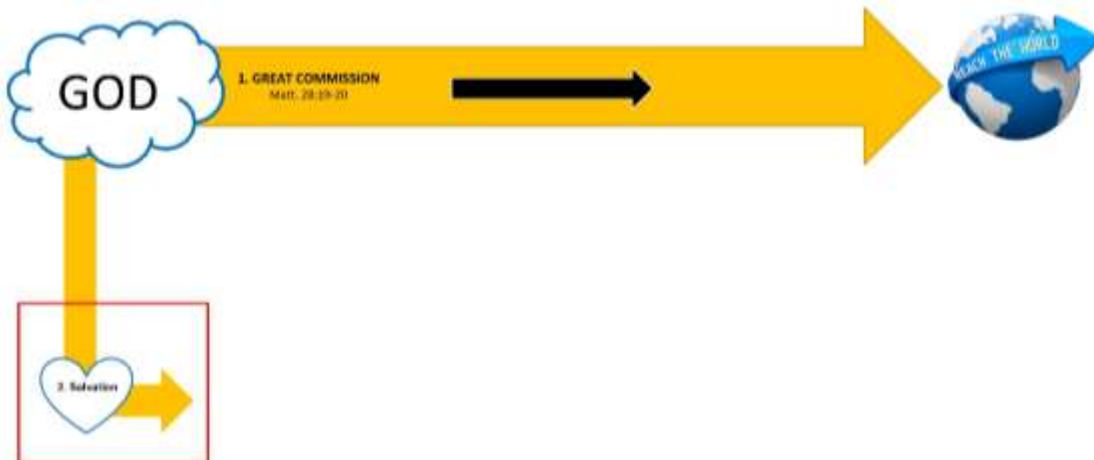 GOD
1. GREAT COMMISSION
Matt. 28:19-20
REACH THE WORLD
2. Salvation